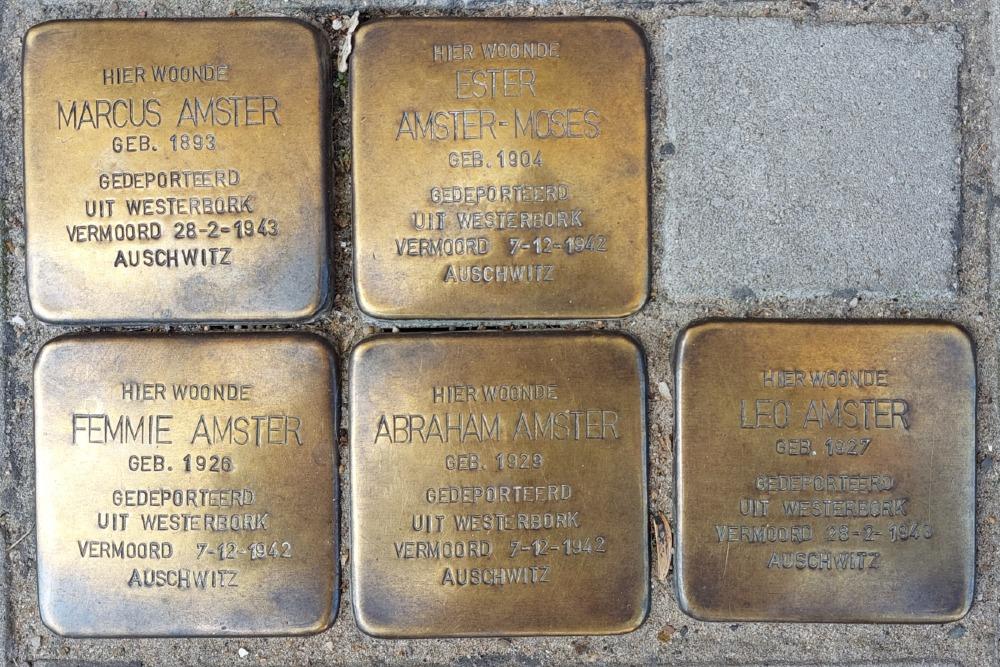 HIER WOONDE
MARCUS AMSTER
GEB. 1893
GEDEPORTEERD
UIT WESTERBORK
VERMOORD 28-2-1943
AUSCHWITZ
HIER WOONDE
ESTER
AMSTER-MOSES
GEB. 1904
GEDEPORTEERD
UIT WESTERBORK
VERMOORD 7-12-1942
AUSCHWITZ
HIER WOONDE
FEMMIE AMSTER
GEB. 1926
GEDEPORTEERD
UIT WESTERBORK
VERMOORD 7-12-1942
AUSCHWITZ
HIER WOONDE
ABRAHAM AMSTER
GEB. 1929
GEDEPORTEERD
UIT WESTERBORK
VERMOORD 7-12-1942
AUSCHWITZ
HIER WOONDE
LEO AMSTER
GEB. 1927
GEDEPORTEERD
UIT WESTERBORK
VERMOORD 28-2-1943
AUSCHWITZ